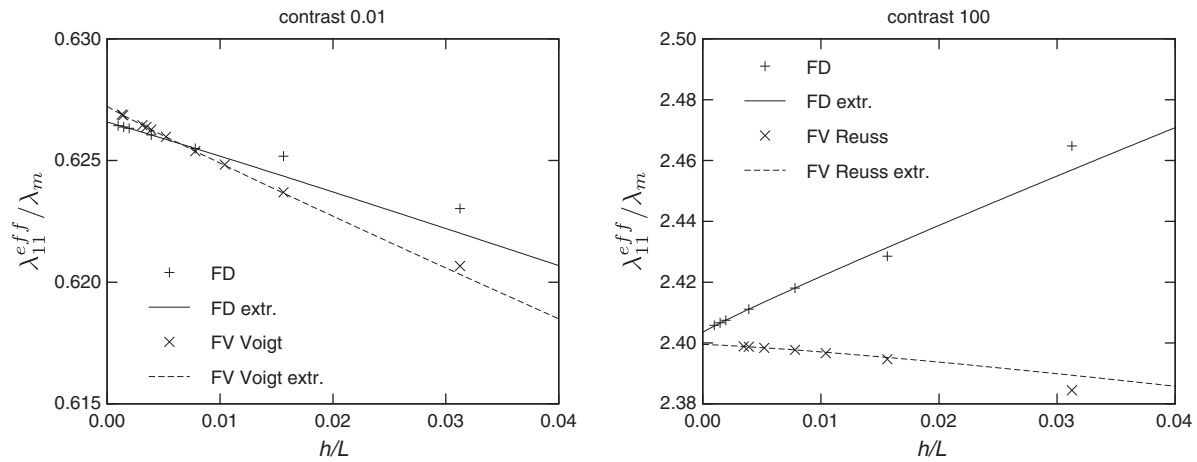 contrast 0.01
0.630
0.625
0.620
0.615
0.00
0.01
0.02
0.03
0.04
λ₁₁^eff / λ_m
h/L
FD
FD extr.
FV Voigt
FV Voigt extr.
contrast 100
2.50
2.48
2.46
2.44
2.42
2.40
2.38
0.00
0.01
0.02
0.03
0.04
λ₁₁^eff / λ_m
h/L
FD
FD extr.
FV Reuss
FV Reuss extr.